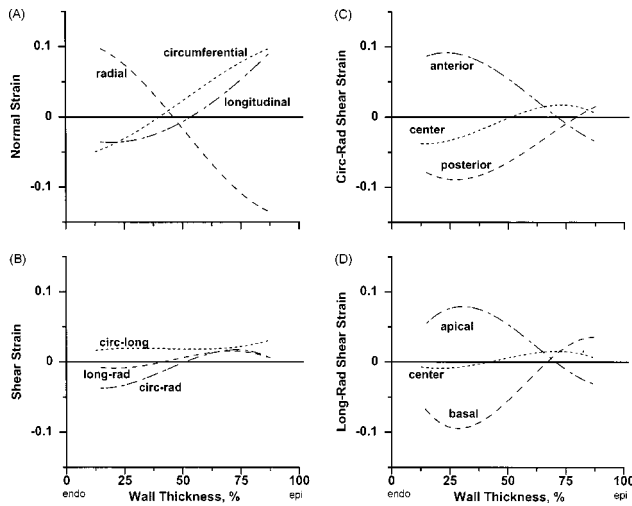 (A)
0.1
0
-0.1
Normal Strain
radial
circumferential
longitudinal
(C)
0.1
0
-0.1
Circ-Rad Shear Strain
anterior
center
posterior
(B)
0.1
0
-0.1
Shear Strain
circ-long
long-rad
circ-rad
0 25 50 75 100
endo Wall Thickness, % epi
(D)
0.1
0
-0.1
Long-Rad Shear Strain
apical
center
basal
0 25 50 75 100
endo Wall Thickness, % epi